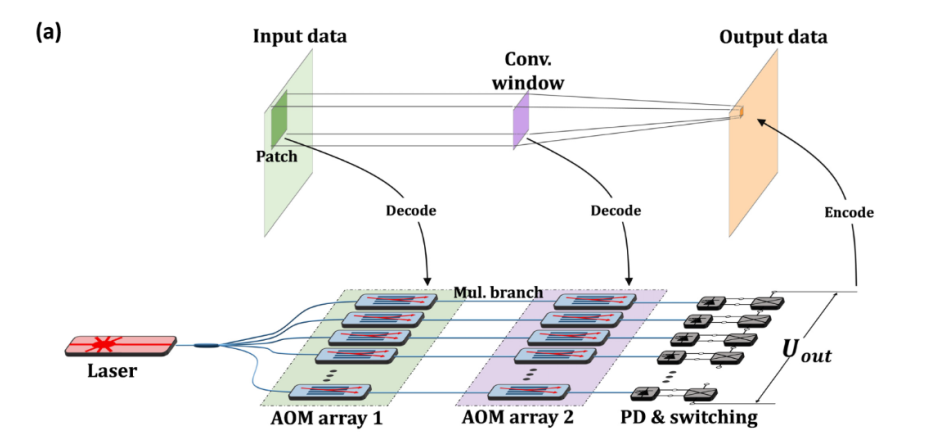 (a)
Input data
Conv.
window
Output data
Patch
Decode
Decode
Encode
Mul. branch
Laser
U out
AOM array 1
AOM array 2
PD & switching